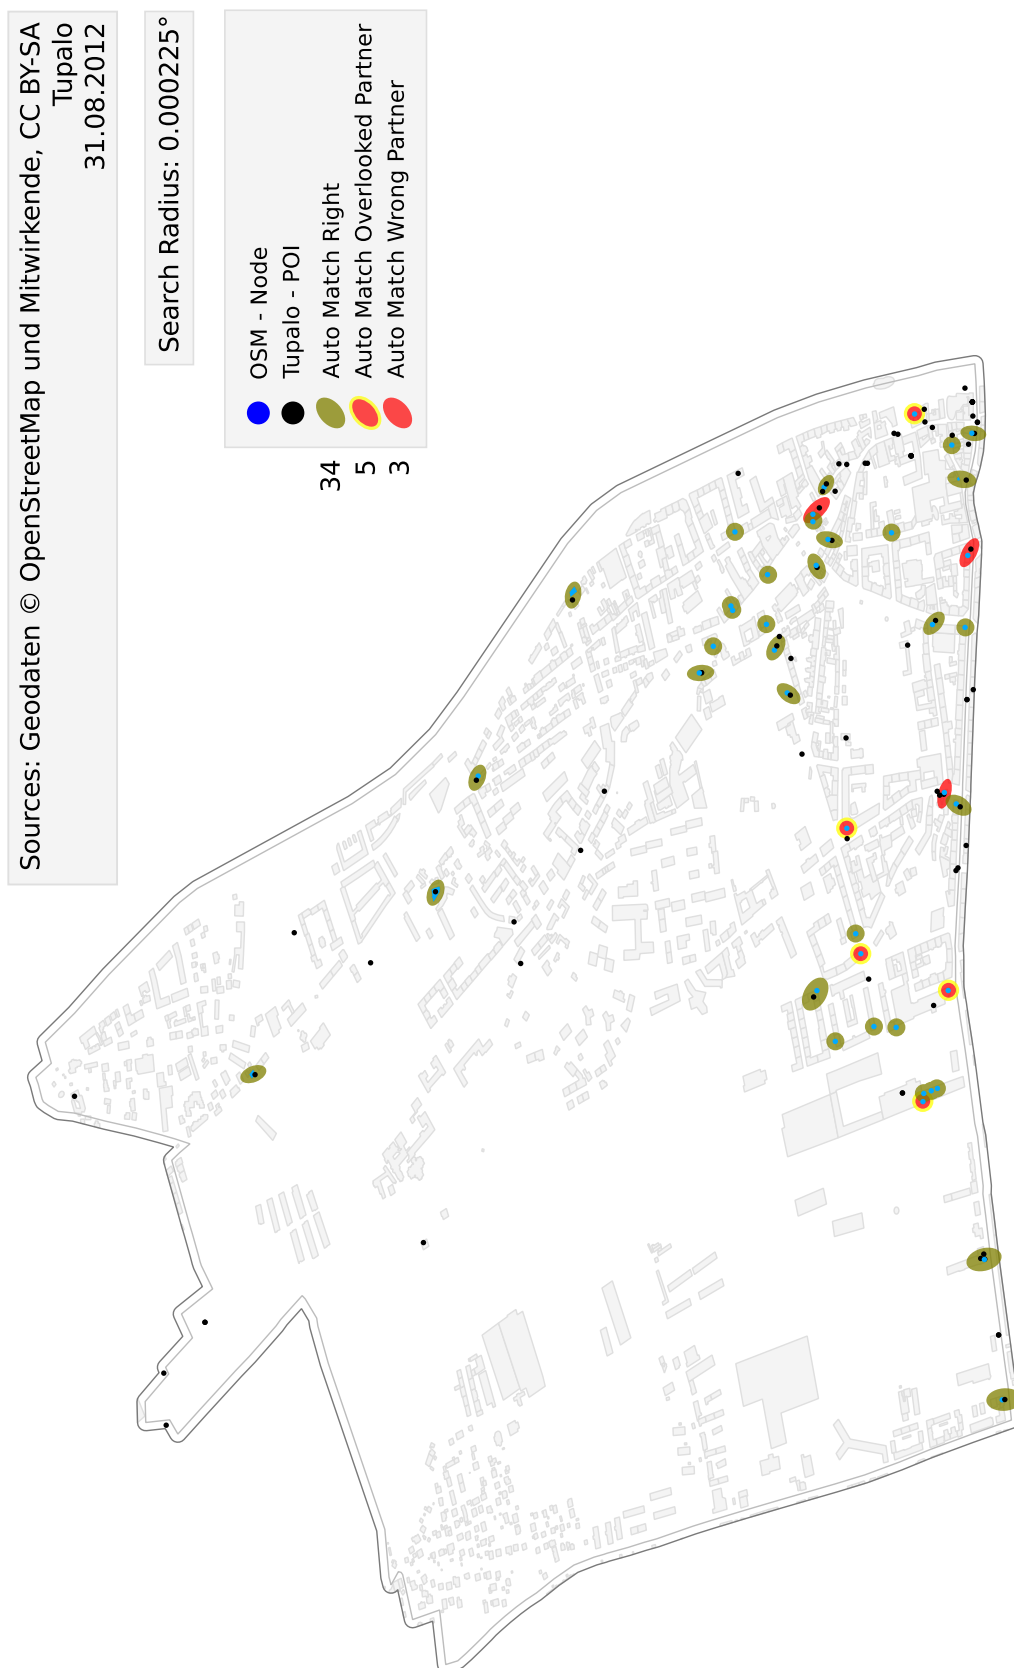 Sources: Geodaten © OpenStreetMap und Mitwirkende, CC BY-SA
Tupalo
31.08.2012
Search Radius: 0.000225°
OSM - Node
Tupalo - POI
34 Auto Match Right
5 Auto Match Overlooked Partner
3 Auto Match Wrong Partner